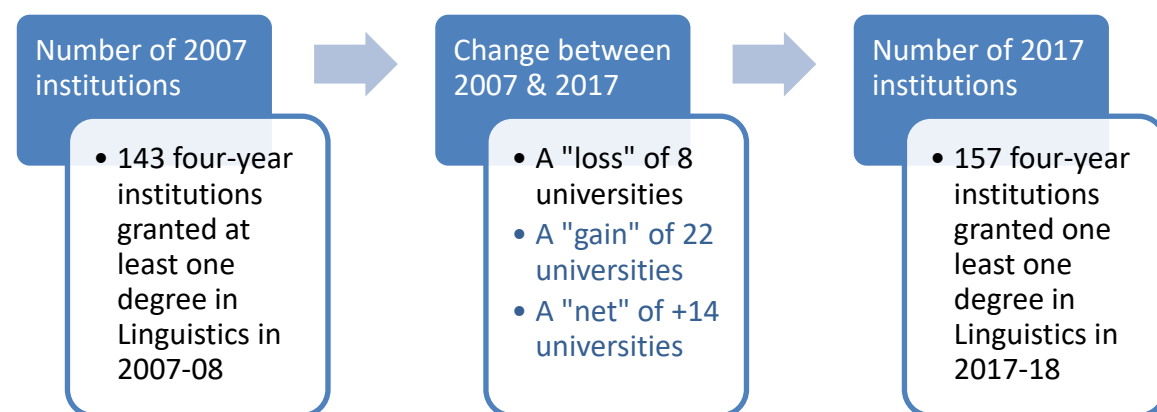 Number of 2007
institutions
• 143 four-year
institutions
granted at
least one
degree in
Linguistics in
2007-08
Change between
2007 & 2017
• A "loss" of 8
universities
• A "gain" of 22
universities
• A "net" of +14
universities
Number of 2017
institutions
• 157 four-year
institutions
granted one
least one
degree in
Linguistics in
2017-18